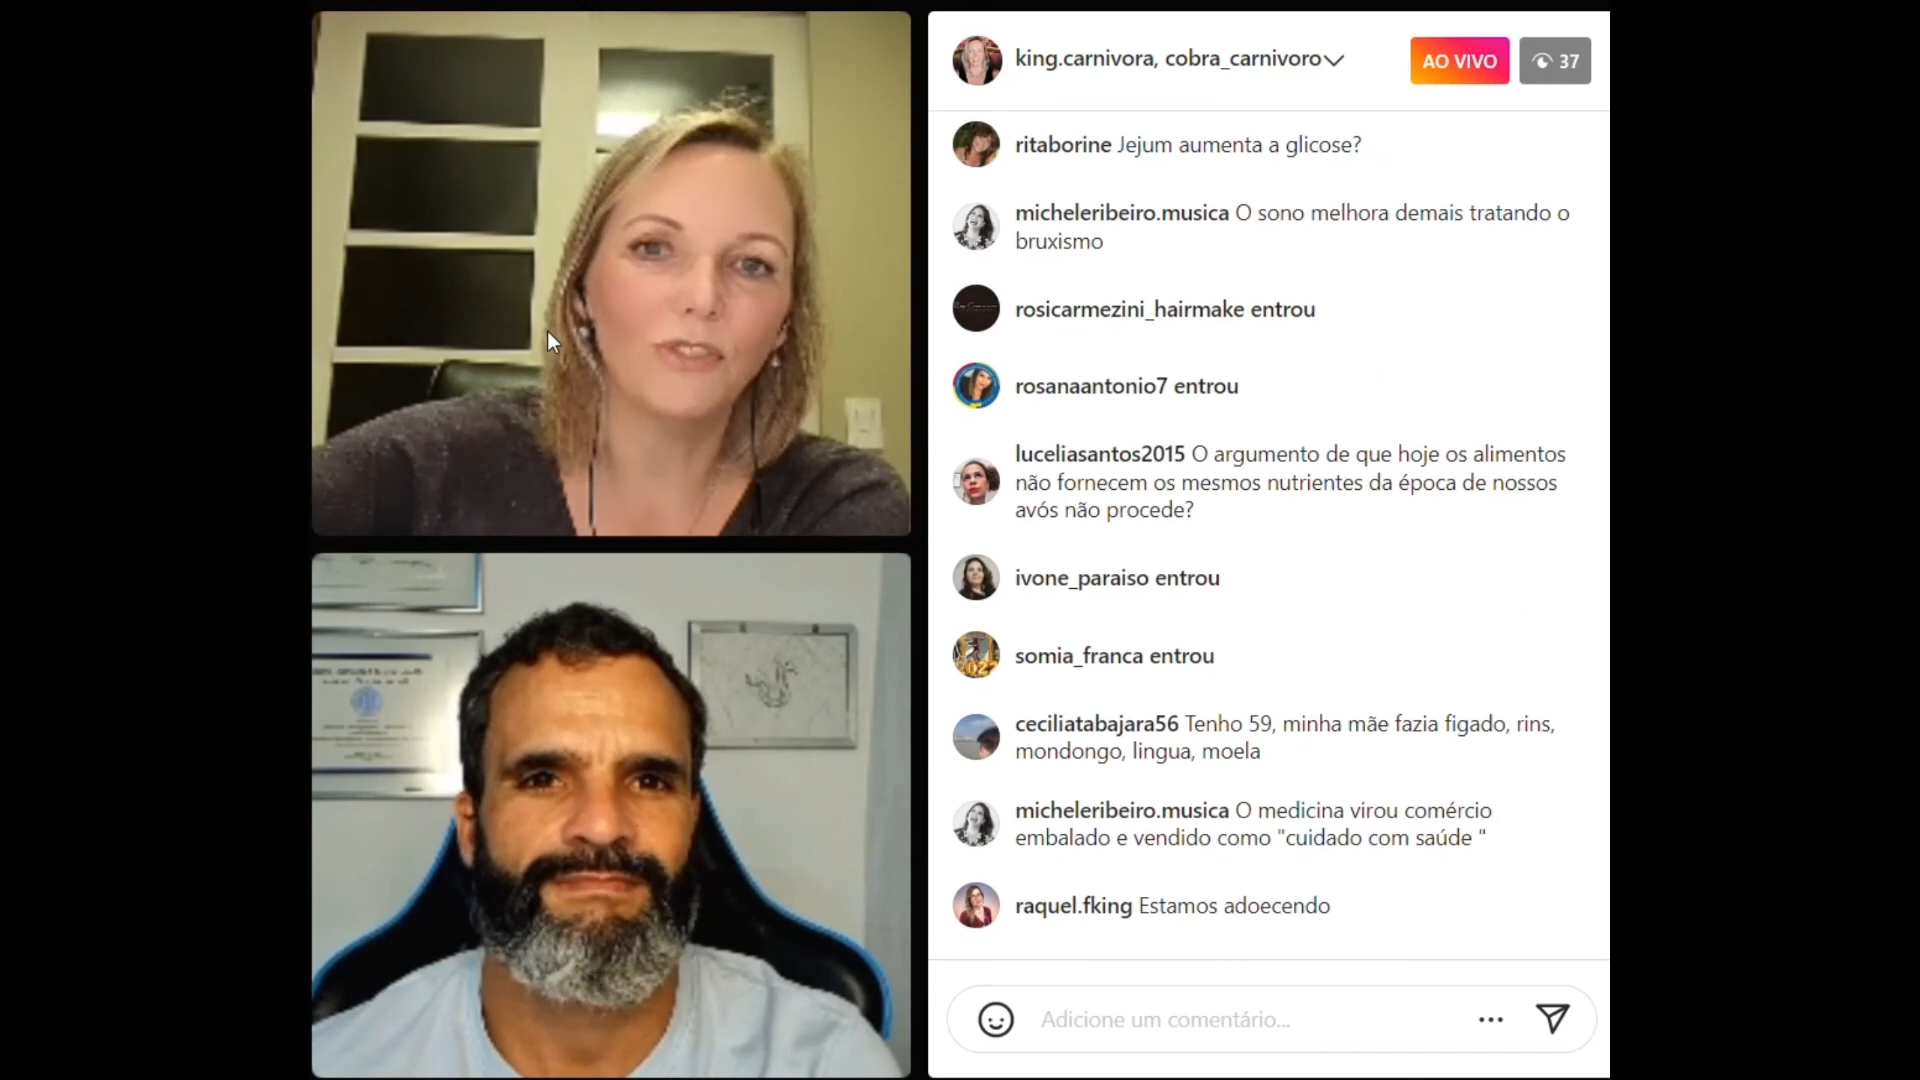 king.carnivora, cobra_carnivoro
AO VIVO
37
ritaborine Jejum aumenta a glicose?
micheleribeiro.musica O sono melhora demais tratando o
bruxismo
rosicarmezini_hairmake entrou
rosanaantonio7 entrou
luceliasantos2015 O argumento de que hoje os alimentos
não fornecem os mesmos nutrientes da época de nossos
avós não procede?
ivone_paraiso entrou
somia_franca entrou
ceciliatabajara56 Tenho 59, minha mãe fazia figado, rins,
mondongo, lingua, moela
micheleribeiro.musica O medicina virou comércio
embalado e vendido como "cuidado com saúde "
raquel.fking Estamos adoecendo
Adicione um comentário...